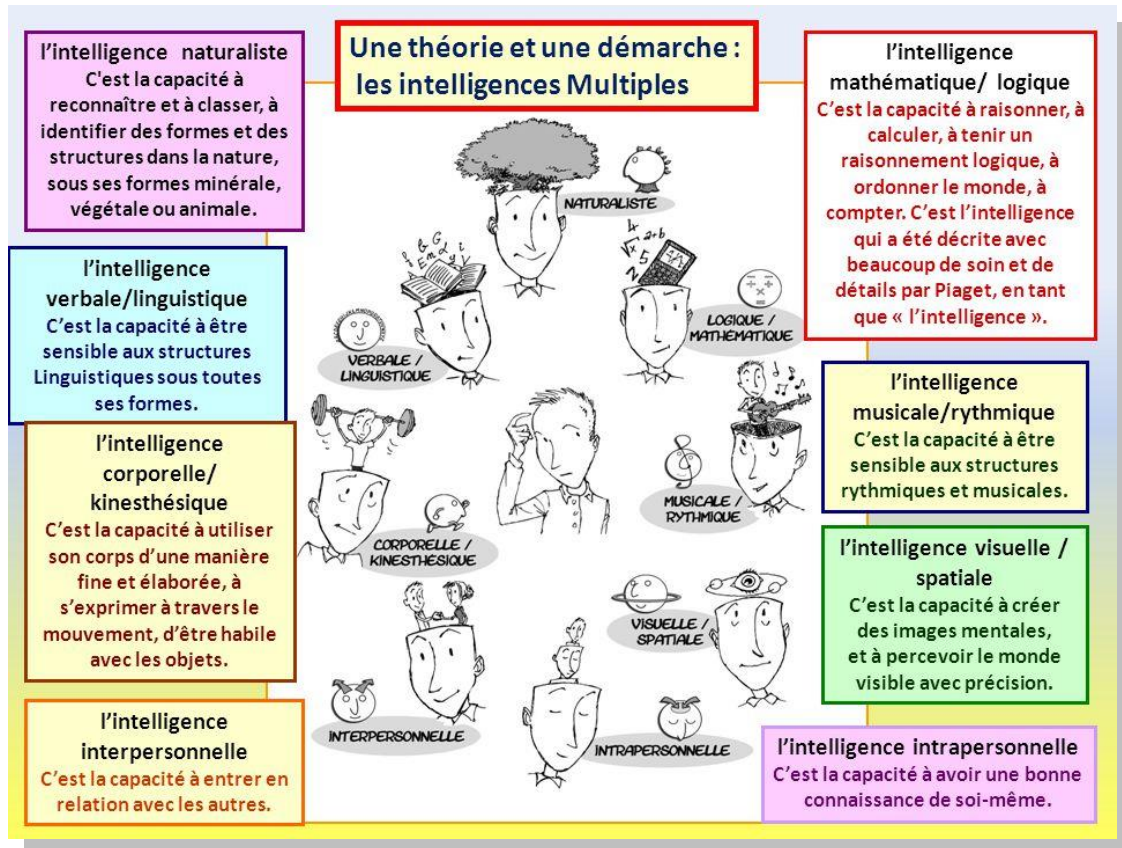 Une théorie et une démarche :
les intelligences Multiples
l'intelligence naturaliste
C'est la capacité à
reconnaître et à classer, à
identifier des formes et des
structures dans la nature,
sous ses formes minérale,
végétale ou animale.
l'intelligence
verbale/linguistique
C'est la capacité à être
sensible aux structures
Linguistiques sous toutes
ses formes.
l'intelligence
corporelle/
kinesthésique
C'est la capacité à utiliser
son corps d'une manière
fine et élaborée, à
s'exprimer à travers le
mouvement, d'être habile
avec les objets.
l'intelligence
interpersonnelle
C'est la capacité à entrer en
relation avec les autres.
NATURALISTE
VERBALE /
LINGUISTIQUE
LOGIQUE /
MATHÉMATIQUE
CORPORELLE /
KINESTHÉSIQUE
MUSICALE /
RYTHMIQUE
VISUELLE /
SPATIALE
INTERPERSONNELLE
INTRAPERSONNELLE
l'intelligence
mathématique/ logique
C'est la capacité à raisonner, à
calculer, à tenir un
raisonnement logique, à
ordonner le monde, à
compter. C'est l'intelligence
qui a été décrite avec
beaucoup de soin et de
détails par Piaget, en tant
que « l'intelligence ».
l'intelligence
musicale/rythmique
C'est la capacité à être
sensible aux structures
rythmiques et musicales.
l'intelligence visuelle /
spatiale
C'est la capacité à créer
des images mentales,
et à percevoir le monde
visible avec précision.
l'intelligence intrapersonnelle
C'est la capacité à avoir une bonne
connaissance de soi-même.